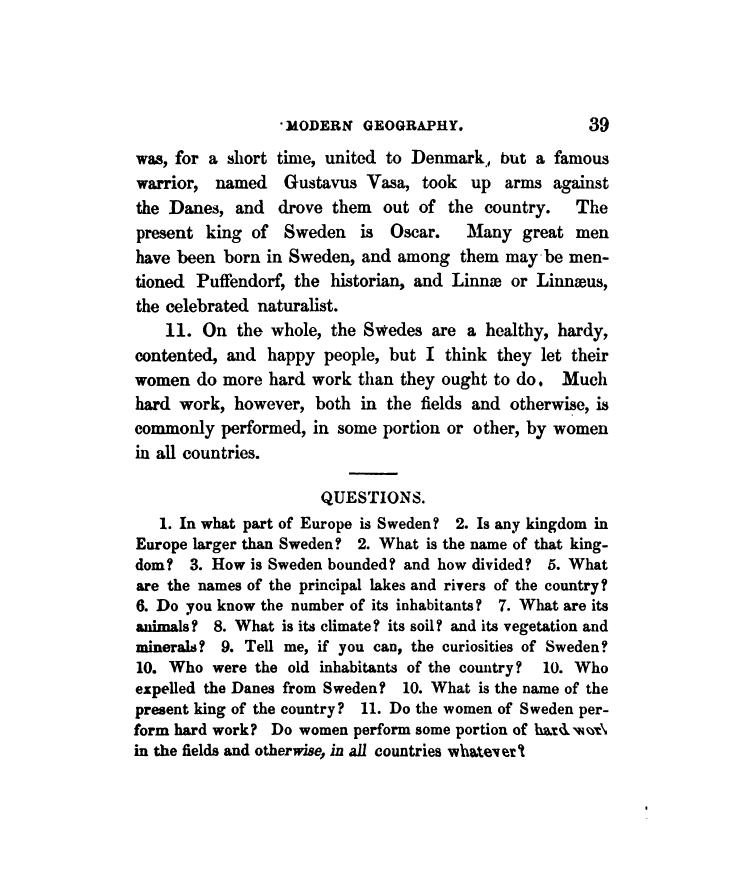 MODERN GEOGRAPHY. 39
was, for a short time, united to Denmark, but a famous
warrior, named Gustavus Vasa, took up arms against
the Danes, and drove them out of the country. The
present king of Sweden is Oscar. Many great men
have been born in Sweden, and among them may be men-
tioned Puffendorf, the historian, and Linnæ or Linnæus,
the celebrated naturalist.
11. On the whole, the Swedes are a healthy, hardy,
contented, and happy people, but I think they let their
women do more hard work than they ought to do. Much
hard work, however, both in the fields and otherwise, is
commonly performed, in some portion or other, by women
in all countries.
QUESTIONS.
1. In what part of Europe is Sweden? 2. Is any kingdom in
Europe larger than Sweden? 2. What is the name of that king-
dom? 3. How is Sweden bounded? and how divided? 5. What
are the names of the principal lakes and rivers of the country?
6. Do you know the number of its inhabitants? 7. What are its
animals? 8. What is its climate? its soil? and its vegetation and
minerals? 9. Tell me, if you can, the curiosities of Sweden?
10. Who were the old inhabitants of the country? 10. Who
expelled the Danes from Sweden? 10. What is the name of the
present king of the country? 11. Do the women of Sweden per-
form hard work? Do women perform some portion of hard work
in the fields and otherwise, in all countries whatever?